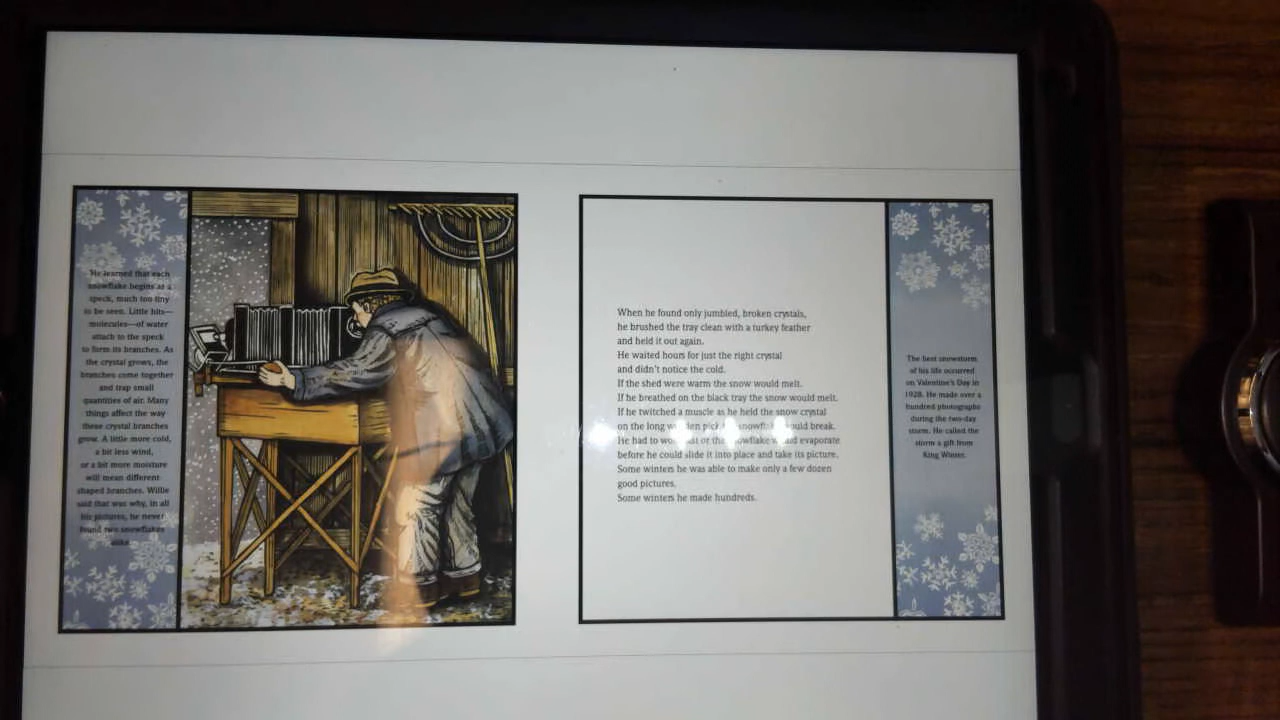 He learned that each
snowflake begins as a
speck, much too tiny
to be seen. Little bits—
molecules—of water
attach to the speck
to form its branches. As
the crystal grows, the
branches come together
and trap small
quantities of air. Many
things affect the way
these crystal branches
grow. A little more cold,
a bit less wind,
or a bit more moisture
will mean different-
shaped branches. Willie
said that was why, in all
his pictures, he never
found two snowflakes
alike.
When he found only jumbled, broken crystals,
he brushed the tray clean with a turkey feather
and held it out again.
He waited hours for just the right crystal
and didn't notice the cold.
If the shed were warm the snow would melt.
If he breathed on the black tray the snow would melt.
If he twitched a muscle as he held the snow crystal
on the long wooden pick snowflake would break.
He had to or the snowflake would evaporate
before he could slide it into place and take its picture.
Some winters he was able to make only a few dozen
good pictures.
Some winters he made hundreds.
The best snowstorm
of his life occurred
on Valentine's Day in
1928. He made over a
hundred photographs
during the two-day
storm. He called the
storm a gift from
King Winter.